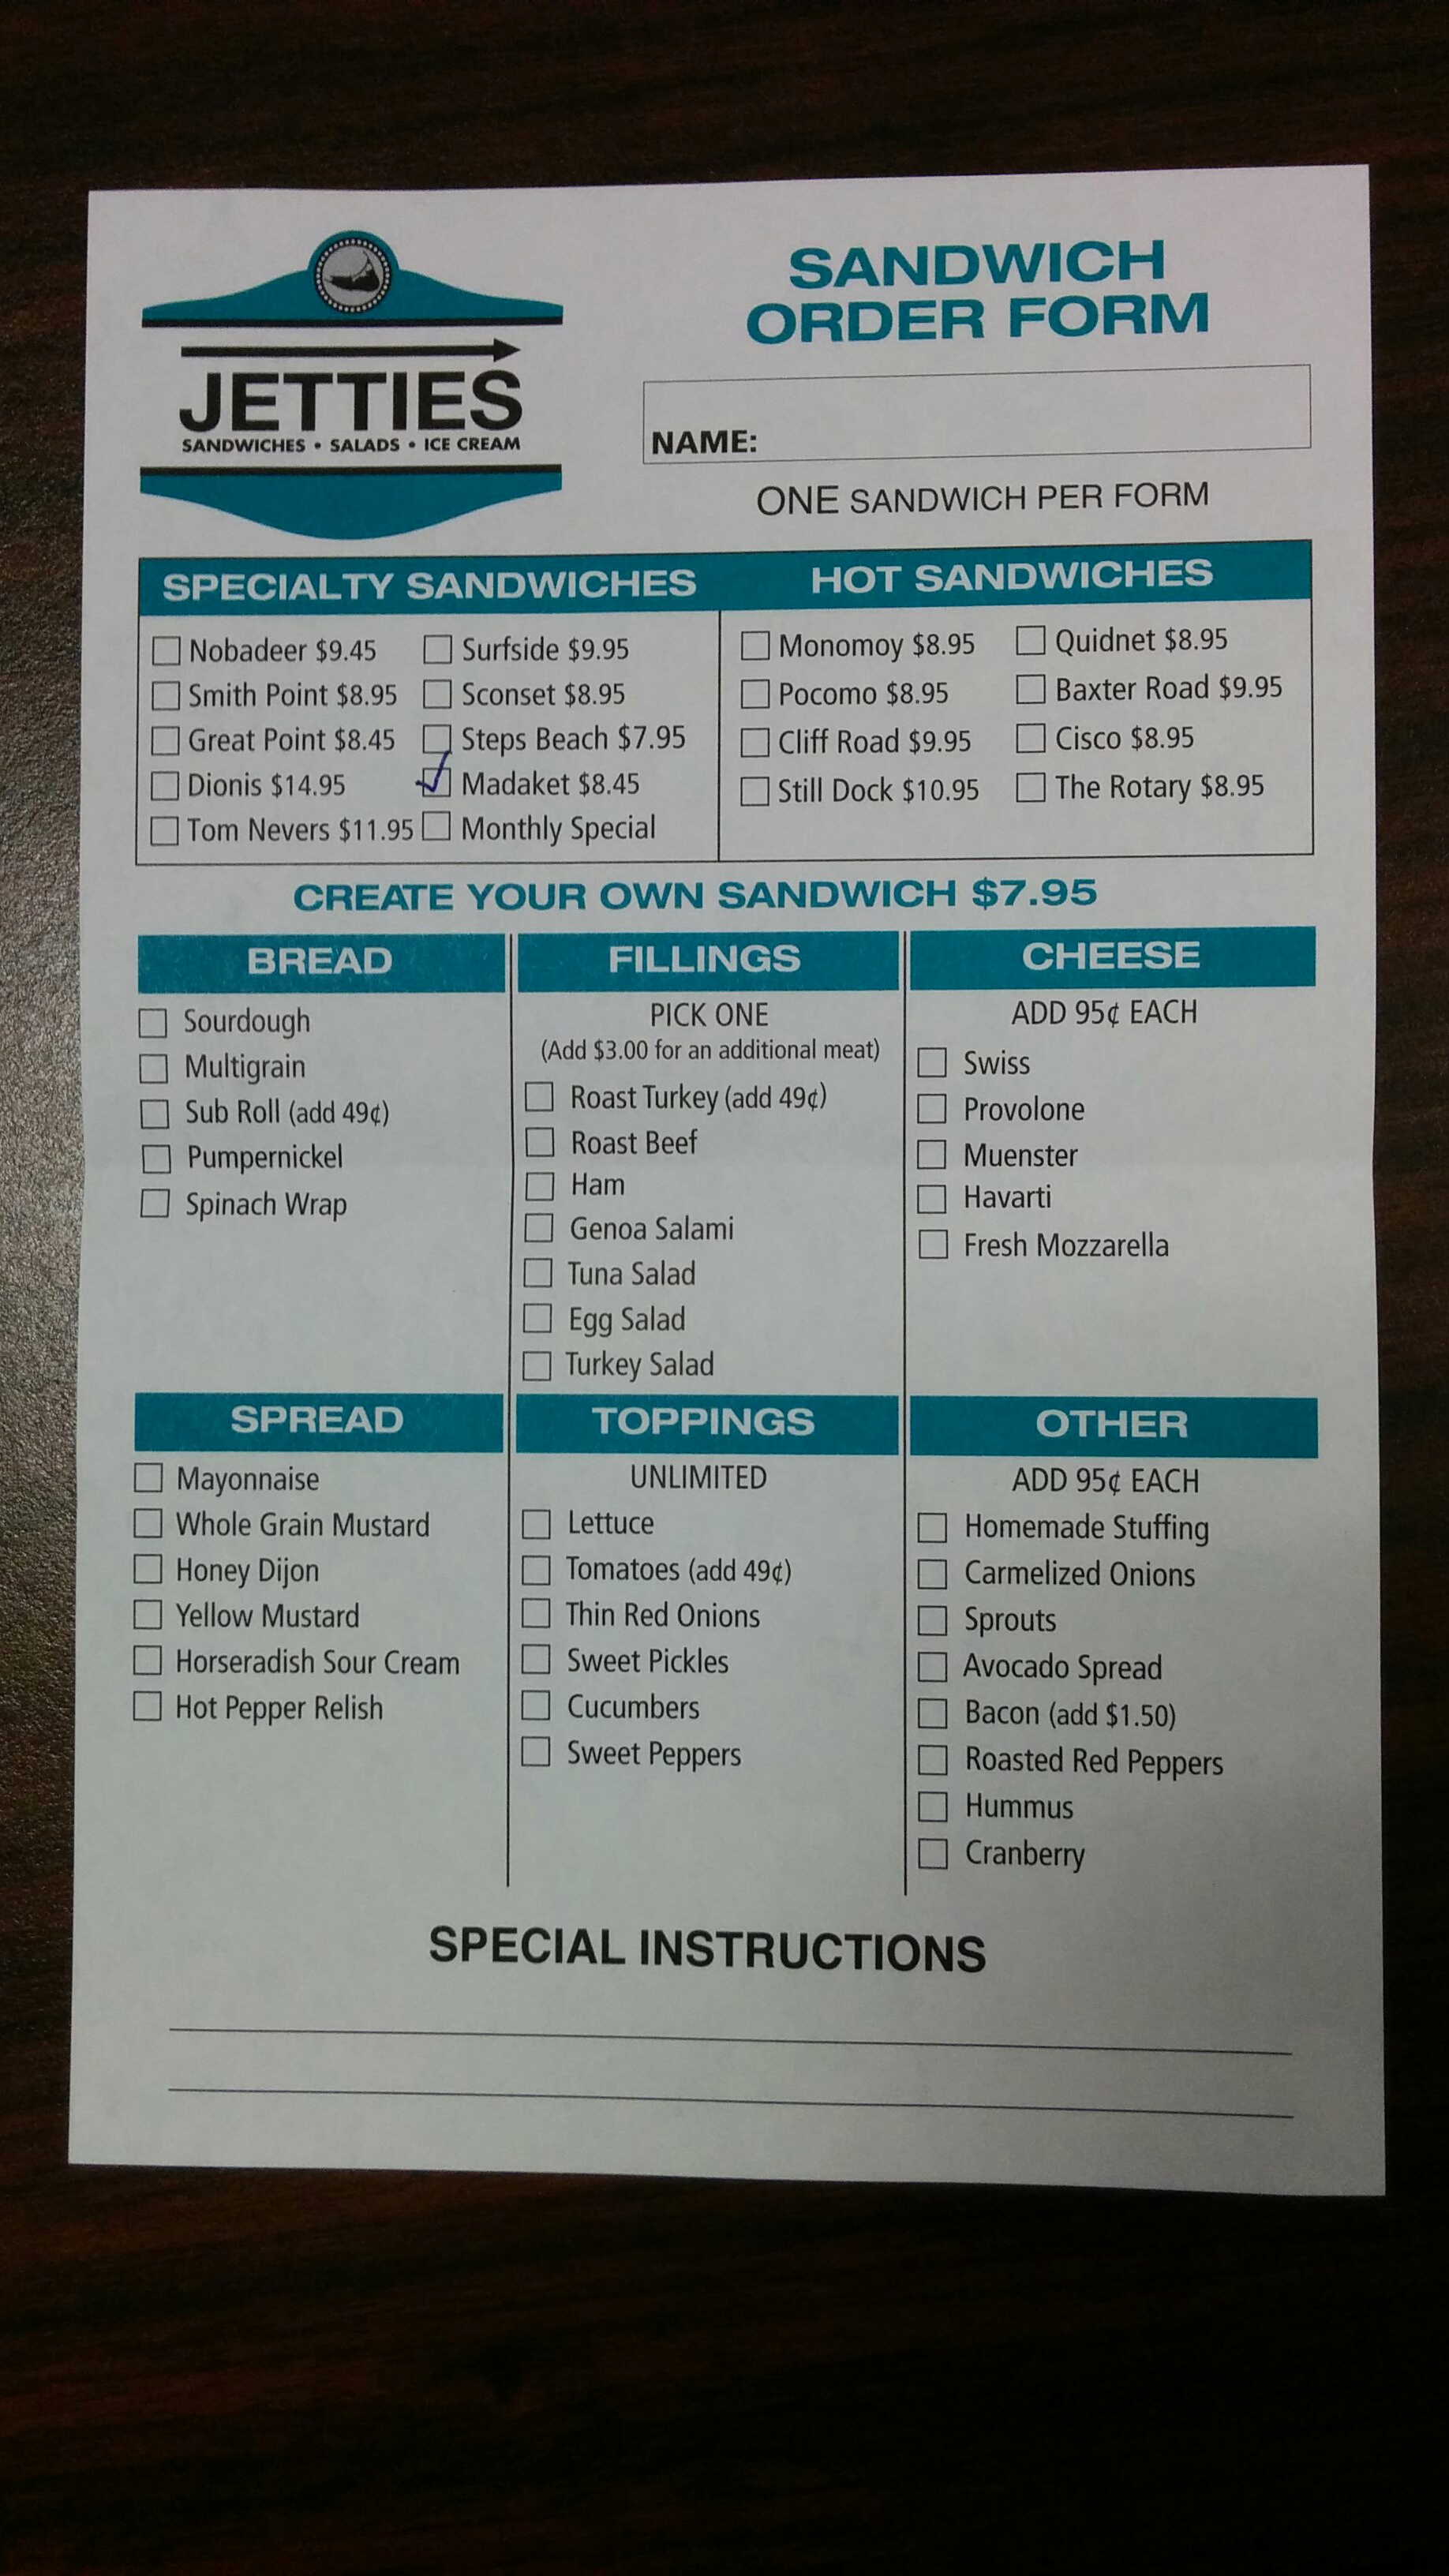 JETTIES
SANDWICHES • SALADS • ICE CREAM
SANDWICH
ORDER FORM
NAME:
ONE SANDWICH PER FORM
SPECIALTY SANDWICHES
Nobadeer $9.45
Smith Point $8.95
Great Point $8.45
Dionis $14.95
Tom Nevers $11.95
Surfside $9.95
Sconset $8.95
Steps Beach $7.95
Madaket $8.45
Monthly Special
HOT SANDWICHES
Monomoy $8.95
Pocomo $8.95
Cliff Road $9.95
Still Dock $10.95
Quidnet $8.95
Baxter Road $9.95
Cisco $8.95
The Rotary $8.95
CREATE YOUR OWN SANDWICH $7.95
BREAD
Sourdough
Multigrain
Sub Roll (add 49¢)
Pumpernickel
Spinach Wrap
FILLINGS
PICK ONE
(Add $3.00 for an additional meat)
Roast Turkey (add 49¢)
Roast Beef
Ham
Genoa Salami
Tuna Salad
Egg Salad
Turkey Salad
CHEESE
ADD 95¢ EACH
Swiss
Provolone
Muenster
Havarti
Fresh Mozzarella
SPREAD
Mayonnaise
Whole Grain Mustard
Honey Dijon
Yellow Mustard
Horseradish Sour Cream
Hot Pepper Relish
TOPPINGS
UNLIMITED
Lettuce
Tomatoes (add 49¢)
Thin Red Onions
Sweet Pickles
Cucumbers
Sweet Peppers
OTHER
ADD 95¢ EACH
Homemade Stuffing
Carmelized Onions
Sprouts
Avocado Spread
Bacon (add $1.50)
Roasted Red Peppers
Hummus
Cranberry
SPECIAL INSTRUCTIONS